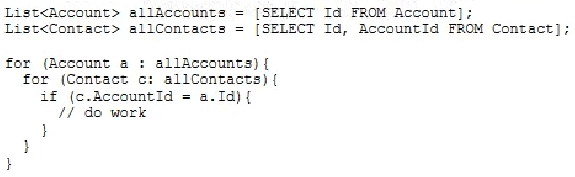 List<Account> allAccounts = [SELECT Id FROM Account];
List<Contact> allContacts = [SELECT Id, AccountId FROM Contact];
for (Account a : allAccounts){
for (Contact c: allContacts){
if (c.AccountId = a.Id){
// do work
}
}
}